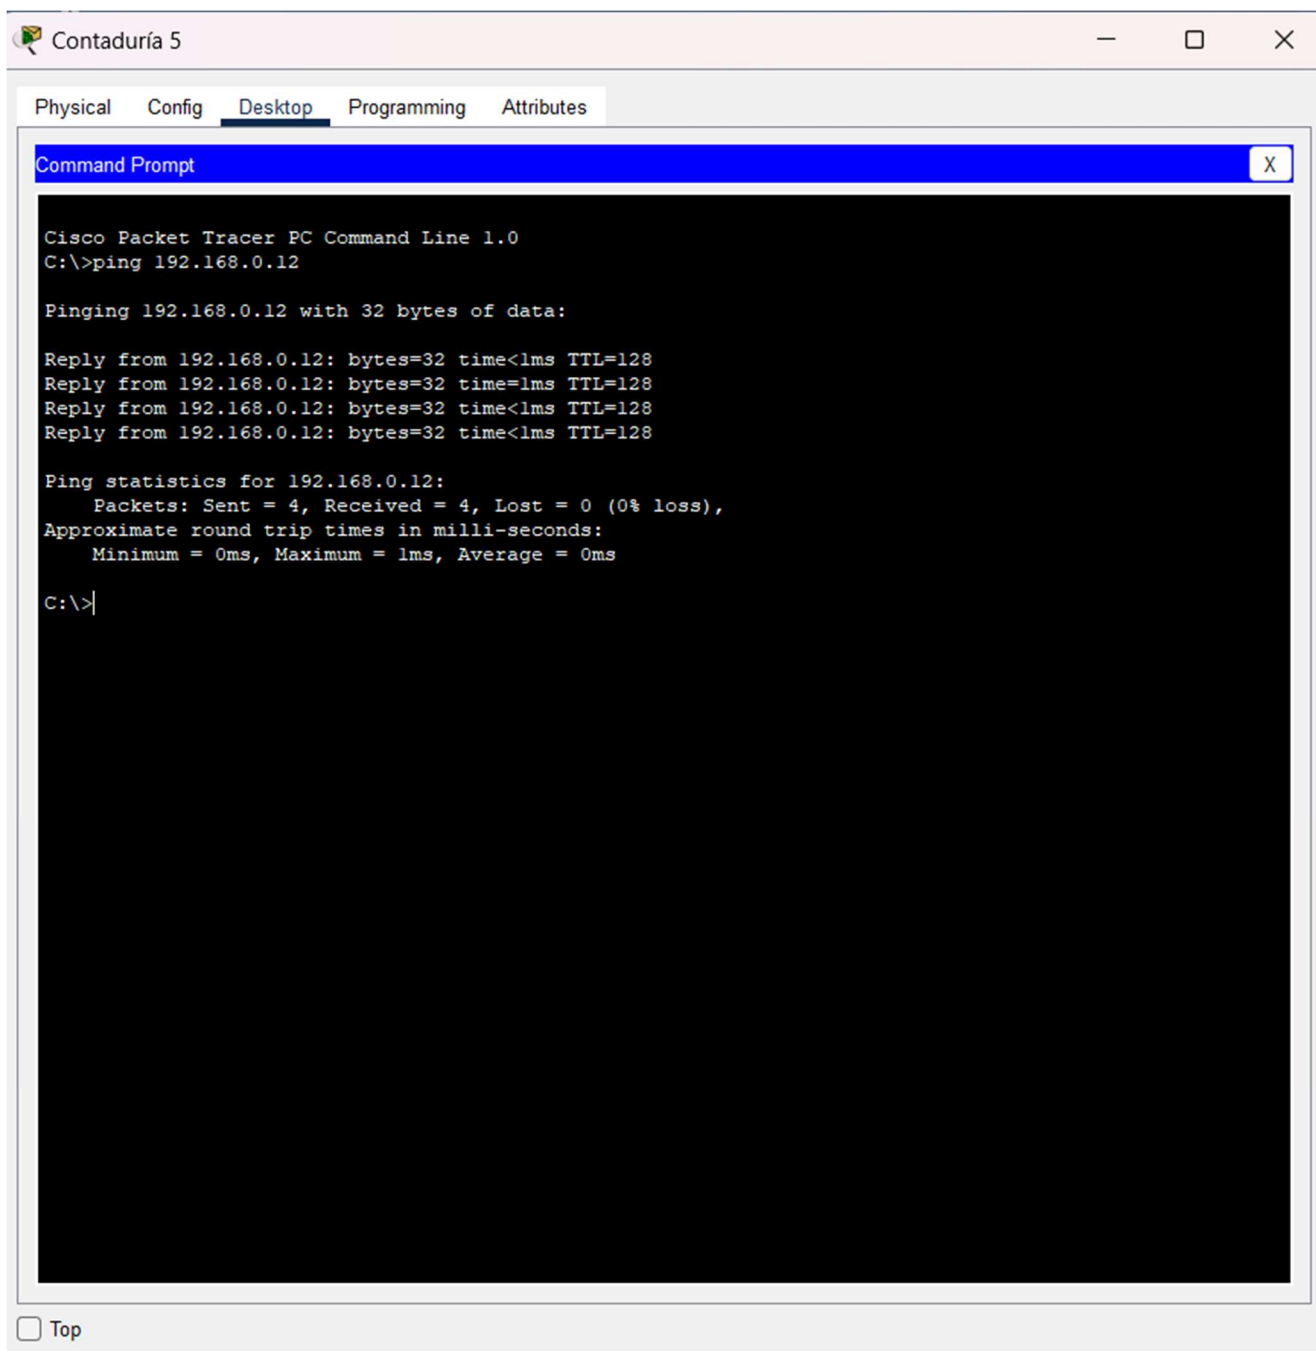 Contaduría 5
Physical Config Desktop Programming Attributes
Command Prompt X
Cisco Packet Tracer PC Command Line 1.0
C:\>ping 192.168.0.12
Pinging 192.168.0.12 with 32 bytes of data:
Reply from 192.168.0.12: bytes=32 time<1ms TTL=128
Reply from 192.168.0.12: bytes=32 time=1ms TTL=128
Reply from 192.168.0.12: bytes=32 time<1ms TTL=128
Reply from 192.168.0.12: bytes=32 time<1ms TTL=128
Ping statistics for 192.168.0.12:
Packets: Sent = 4, Received = 4, Lost = 0 (0% loss),
Approximate round trip times in milli-seconds:
Minimum = 0ms, Maximum = 1ms, Average = 0ms
C:\>
Top